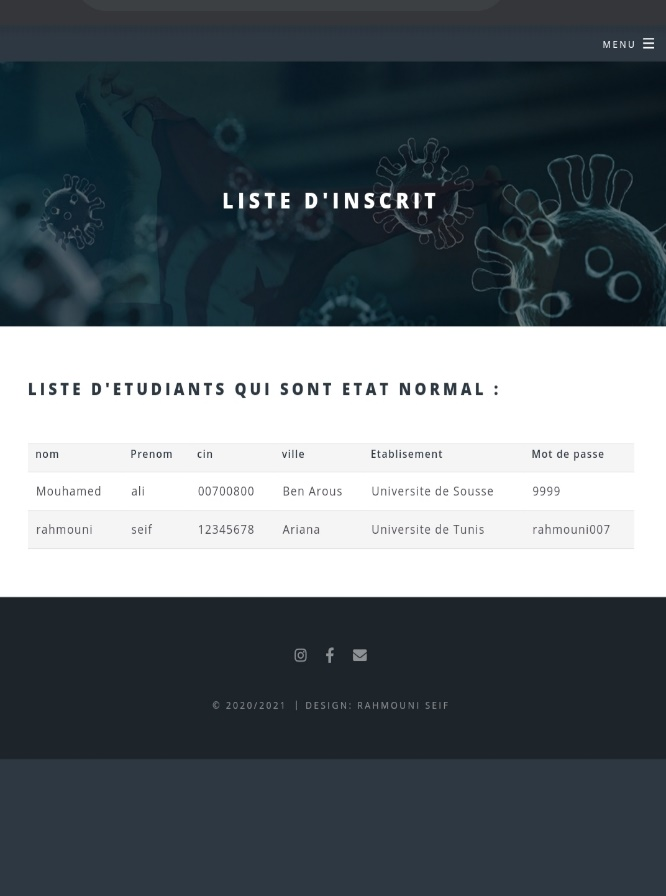 MENU
LISTE D'INSCRIT
LISTE D'ETUDIANTS QUI SONT ETAT NORMAL :
nom Prenom cin ville Etablisement Mot de passe
Mouhamed ali 00700800 Ben Arous Universite de Sousse 9999
rahmouni seif 12345678 Ariana Universite de Tunis rahmouni007
© 2020/2021 | DESIGN: RAHMOUNI SEIF